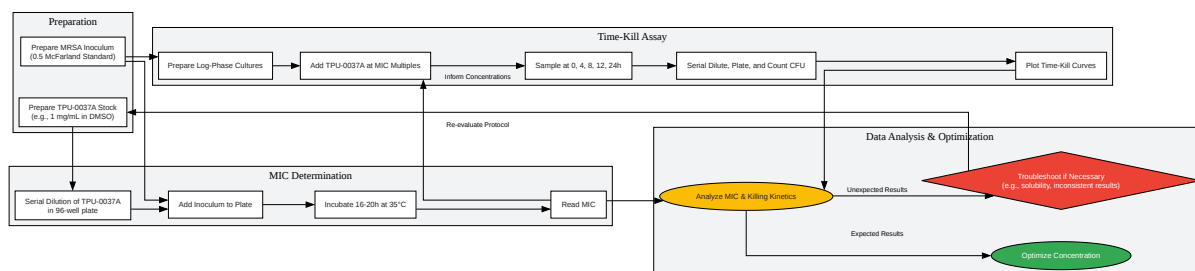 Preparation
Prepare MRSA Inoculum
(0.5 McFarland Standard)
Prepare TPU-0037A Stock
(e.g., 1 mg/mL in DMSO)
Time-Kill Assay
Prepare Log-Phase Cultures
Add TPU-0037A at MIC Multiples
Sample at 0, 4, 8, 12, 24h
Serial Dilute, Plate, and Count CFU
Plot Time-Kill Curves
Inform Concentrations
Re-evaluate Protocol
MIC Determination
Serial Dilution of TPU-0037A
in 96-well plate
Add Inoculum to Plate
Incubate 16-20h at 35°C
Read MIC
Data Analysis & Optimization
Analyze MIC & Killing Kinetics
Unexpected Results
Troubleshoot if Necessary
(e.g., solubility, inconsistent results)
Expected Results
Optimize Concentration